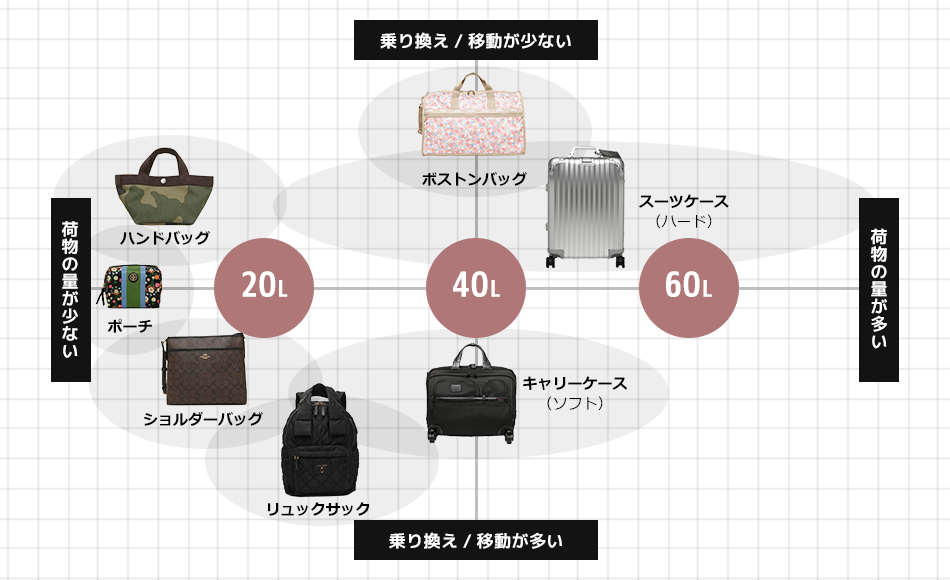 乗り換え / 移動が少ない
ボストンバッグ
スーツケース
（ハード）
ハンドバッグ
荷物の量が少ない
荷物の量が多い
20L
40L
60L
ポーチ
キャリーケース
（ソフト）
ショルダーバッグ
リュックサック
乗り換え / 移動が多い